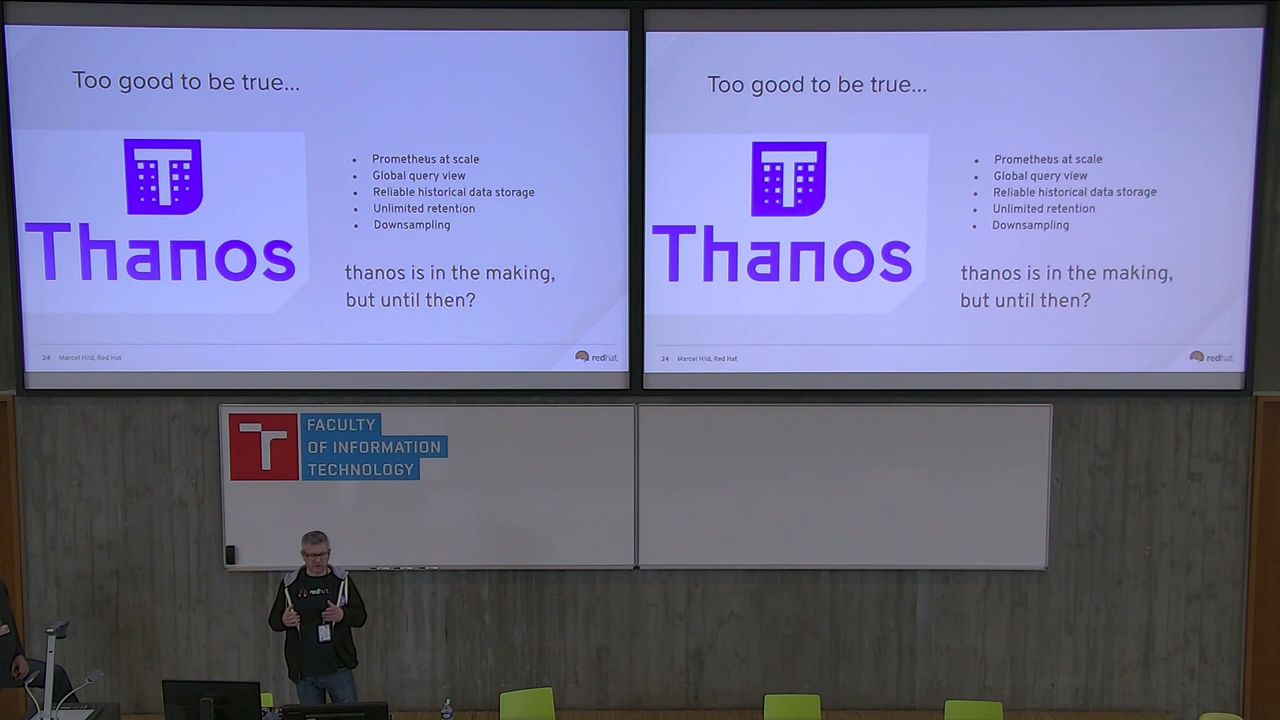 Too good to be true...
T
Thanos
• Prometheus at scale
• Global query view
• Reliable historical data storage
• Unlimited retention
• Downsampling
thanos is in the making,
but until then?
24 Marcel Hild, Red Hat
redhat
Too good to be true...
T
Thanos
• Prometheus at scale
• Global query view
• Reliable historical data storage
• Unlimited retention
• Downsampling
thanos is in the making,
but until then?
24 Marcel Hild, Red Hat
redhat
T
FACULTY
OF INFORMATION
TECHNOLOGY
redhat